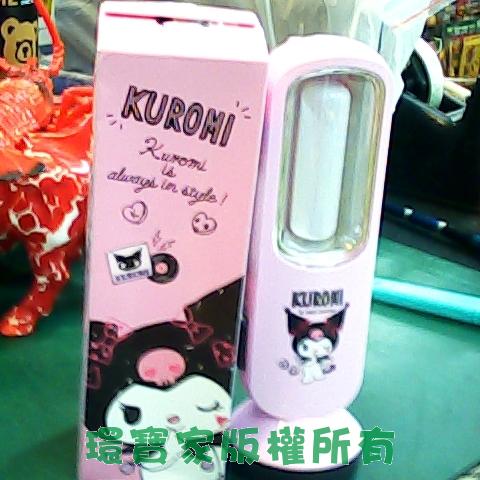 KUROMI
Kuromi
is
always in style!
KUROMI
環寶家版權所有